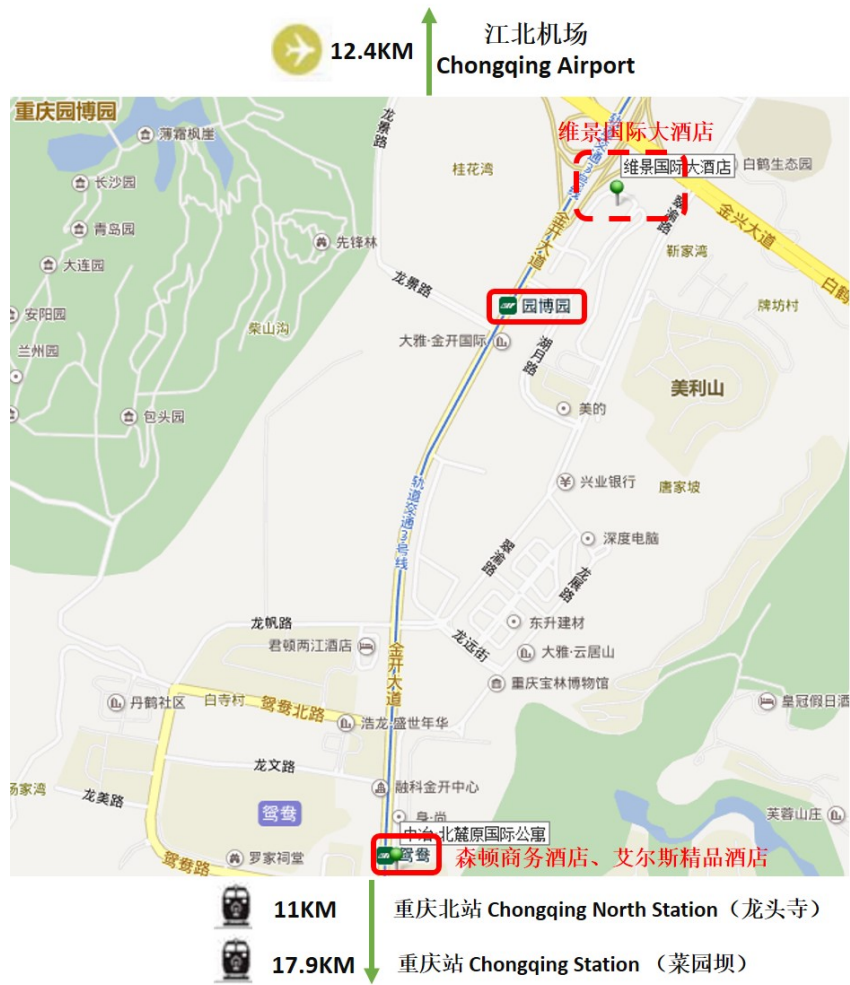 江北机场
12.4KM
Chongqing Airport
重庆园博园
薄霜枫崖
龙景路
维景国际大酒店
维景国际大酒店
白鹤生态园
桂花湾
长沙园
翠渝路
金兴大道
青岛园
金开大道
先锋林
靳家湾
大连园
龙景路
白鹤
园博园
牌坊村
安阳园
柴山沟
大雅·金开国际
湖月路
兰州园
美利山
美的
包头园
轨道交通3号线
兴业银行
唐家坡
深度电脑
翠渝路
龙展路
龙帆路
东升建材
君顿两江酒店
龙远街
大雅·云居山
金开大道
重庆宝林博物馆
丹鹤社区
白寺村
鸳鸯北路
皇冠假日酒
浩龙·盛世年华
龙文路
融科金开中心
杨家湾
龙美路
鸳鸯
身·尚
芙蓉山庄
中冶·北麓原国际公寓
鸳鸯路
罗家祠堂
鸳鸯
森顿商务酒店、艾尔斯精品酒店
11KM
重庆北站 Chongqing North Station（龙头寺）
17.9KM
重庆站 Chongqing Station （菜园坝）